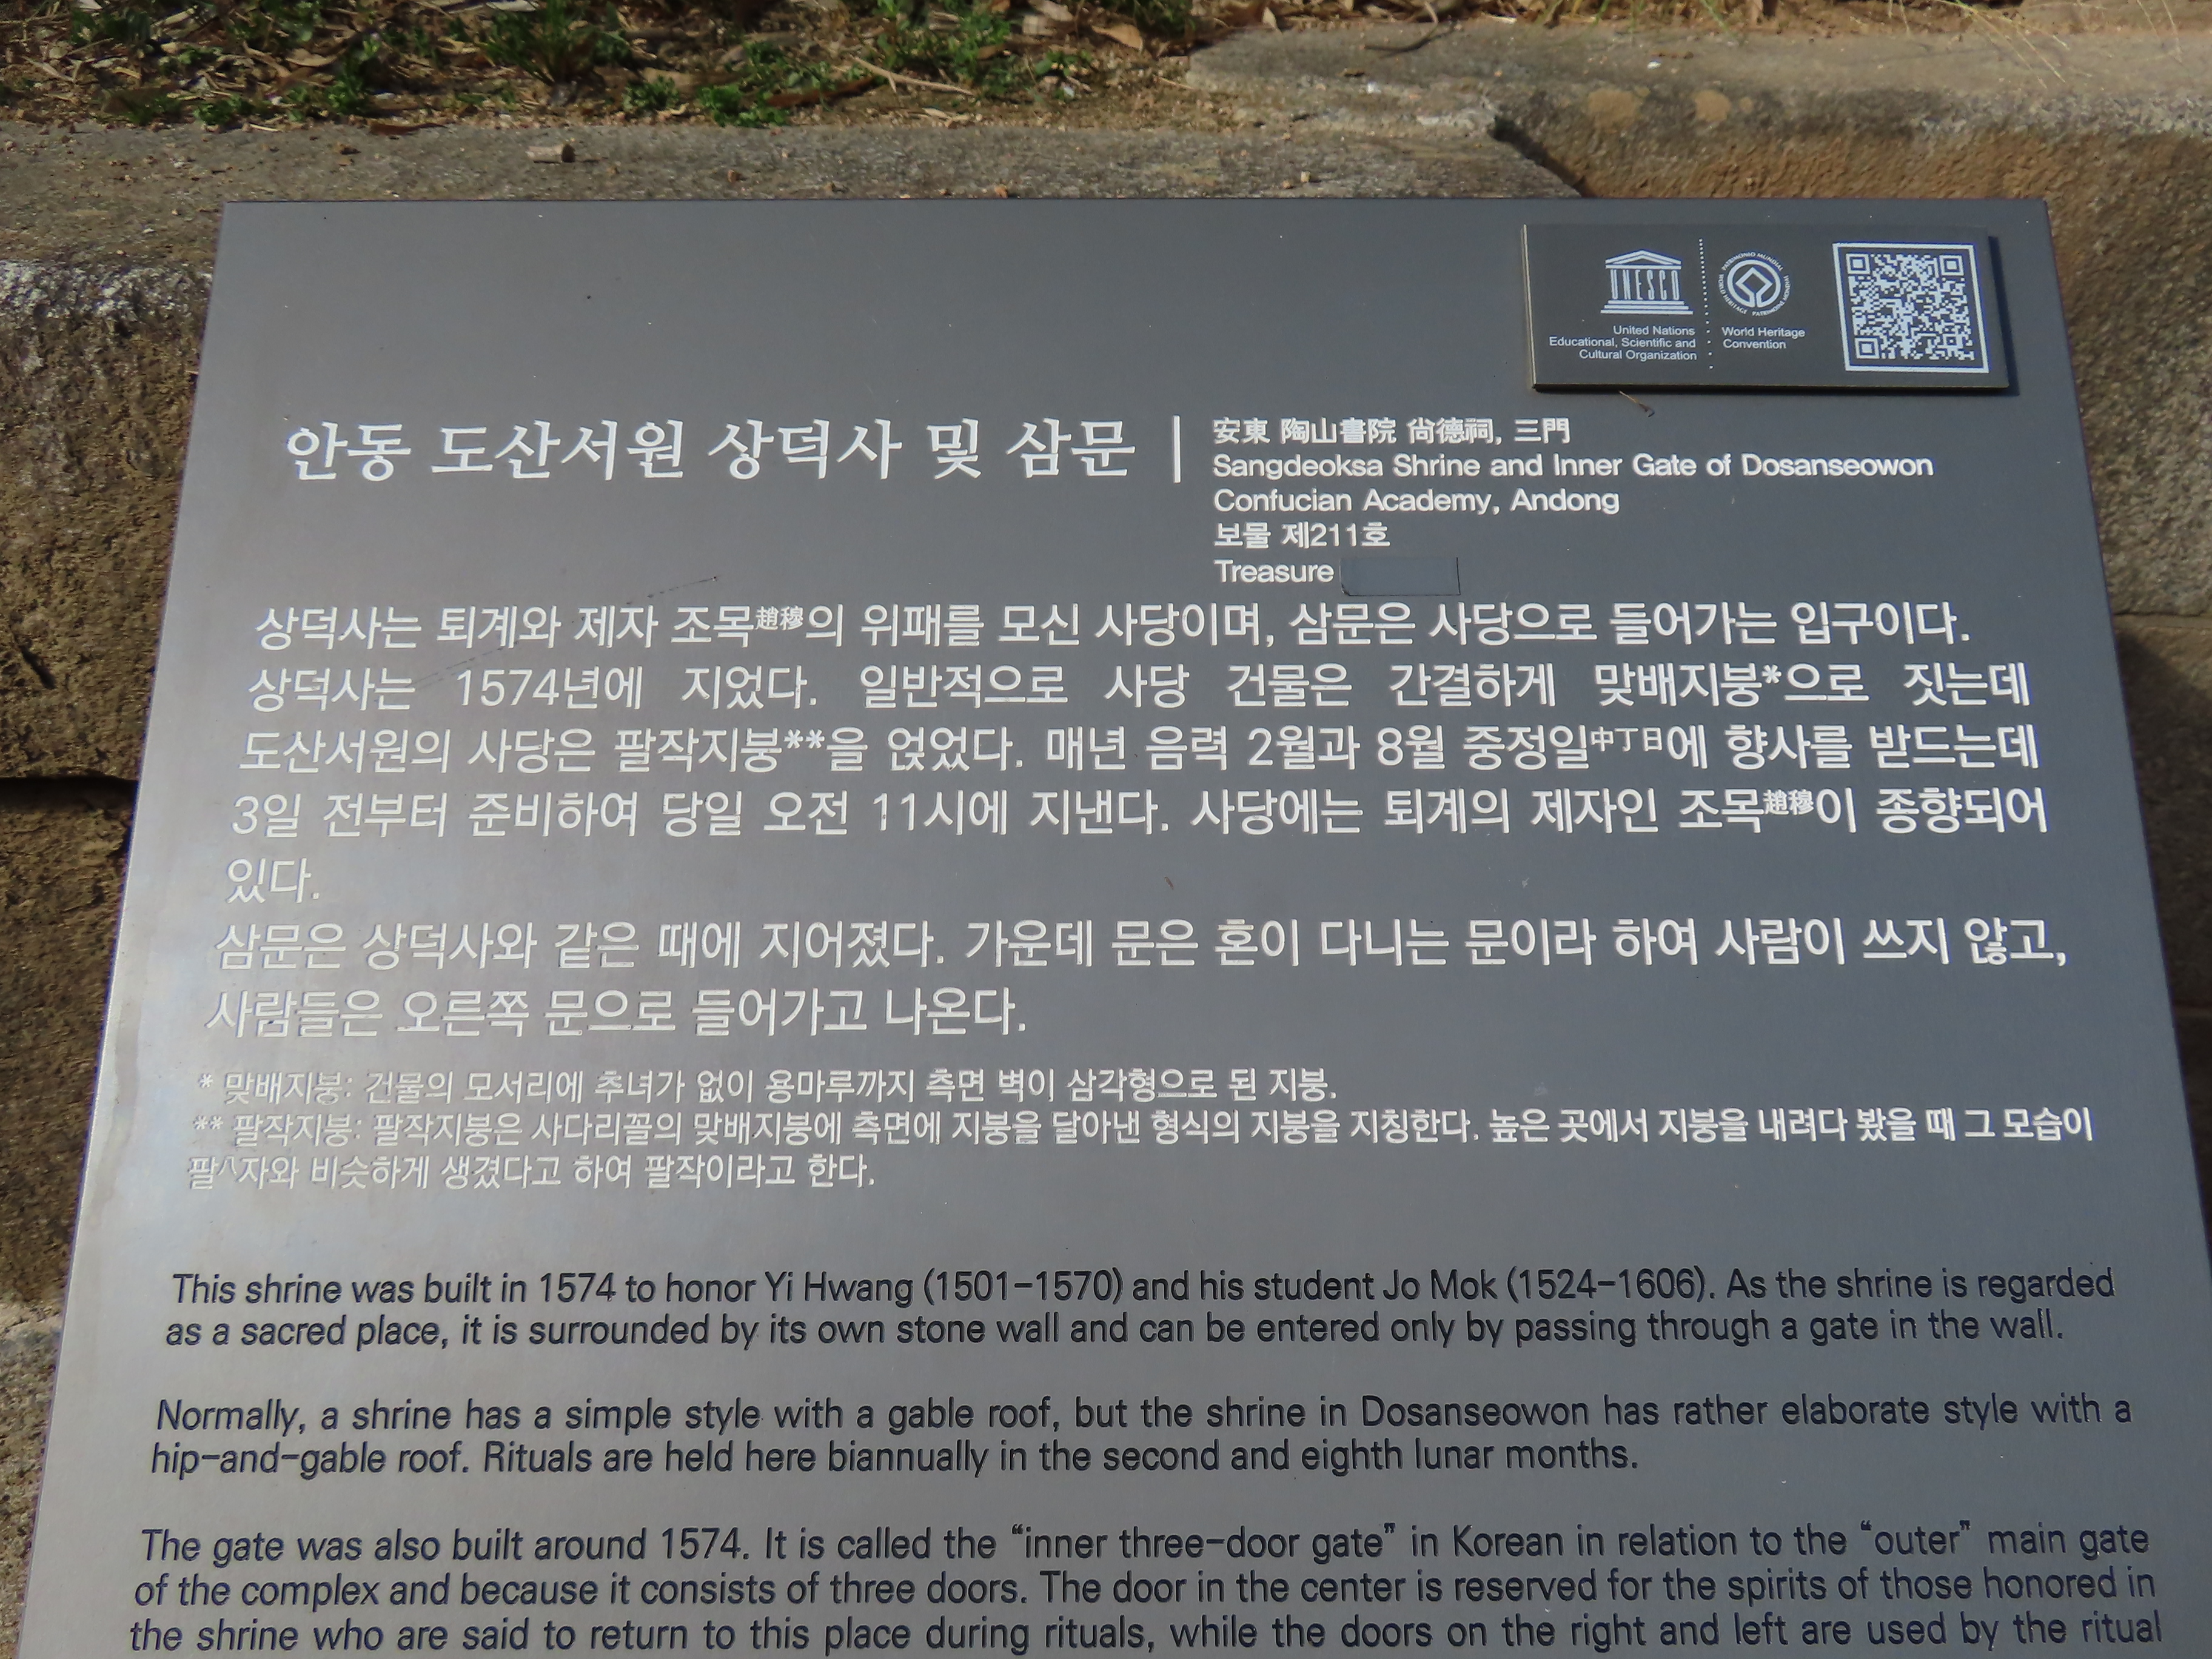 UNESCO
United Nations
Educational, Scientific and
Cultural Organization
WORLD HERITAGE PATRIMOINE MONDIAL PATRIMONIO MUNDIAL
World Heritage
Convention
안동 도산서원 상덕사 및 삼문
安東 陶山書院 尙德祠, 三門
Sangdeoksa Shrine and Inner Gate of Dosanseowon
Confucian Academy, Andong
보물 제211호
Treasure
상덕사는 퇴계와 제자 조목趙穆의 위패를 모신 사당이며, 삼문은 사당으로 들어가는 입구이다.
상덕사는 1574년에 지었다. 일반적으로 사당 건물은 간결하게 맞배지붕*으로 짓는데
도산서원의 사당은 팔작지붕**을 얹었다. 매년 음력 2월과 8월 중정일中丁日에 향사를 받드는데
3일 전부터 준비하여 당일 오전 11시에 지낸다. 사당에는 퇴계의 제자인 조목趙穆이 종향되어
있다.
삼문은 상덕사와 같은 때에 지어졌다. 가운데 문은 혼이 다니는 문이라 하여 사람이 쓰지 않고,
사람들은 오른쪽 문으로 들어가고 나온다.
* 맞배지붕: 건물의 모서리에 추녀가 없이 용마루까지 측면 벽이 삼각형으로 된 지붕.
** 팔작지붕: 팔작지붕은 사다리꼴의 맞배지붕에 측면에 지붕을 달아낸 형식의 지붕을 지칭한다. 높은 곳에서 지붕을 내려다 봤을 때 그 모습이
팔八자와 비슷하게 생겼다고 하여 팔작이라고 한다.
This shrine was built in 1574 to honor Yi Hwang (1501-1570) and his student Jo Mok (1524-1606). As the shrine is regarded
as a sacred place, it is surrounded by its own stone wall and can be entered only by passing through a gate in the wall.
Normally, a shrine has a simple style with a gable roof, but the shrine in Dosanseowon has rather elaborate style with a
hip-and-gable roof. Rituals are held here biannually in the second and eighth lunar months.
The gate was also built around 1574. It is called the "inner three-door gate" in Korean in relation to the "outer" main gate
of the complex and because it consists of three doors. The door in the center is reserved for the spirits of those honored in
the shrine who are said to return to this place during rituals, while the doors on the right and left are used by the ritual